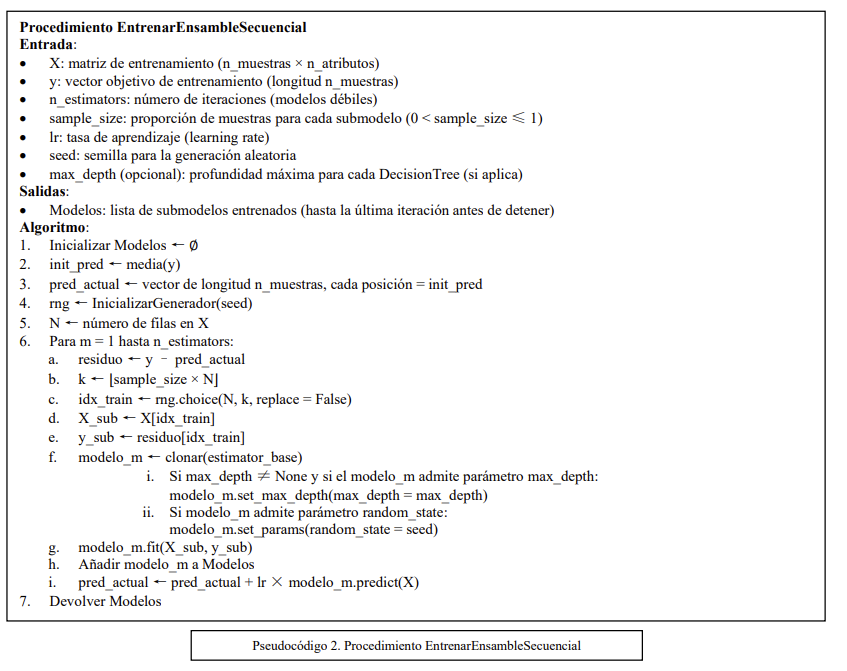 Procedimiento EntrenarEnsambleSecuencial
Entrada:
• X: matriz de entrenamiento (n_muestras × n_atributos)
• y: vector objetivo de entrenamiento (longitud n_muestras)
• n_estimators: número de iteraciones (modelos débiles)
• sample_size: proporción de muestras para cada submodelo (0 < sample_size ⩽ 1)
• lr: tasa de aprendizaje (learning rate)
• seed: semilla para la generación aleatoria
• max_depth (opcional): profundidad máxima para cada DecisionTree (si aplica)
Salidas:
• Modelos: lista de submodelos entrenados (hasta la última iteración antes de detener)
Algoritmo:
1. Inicializar Modelos ← ∅
2. init_pred ← media(y)
3. pred_actual ← vector de longitud n_muestras, cada posición = init_pred
4. rng ← InicializarGenerador(seed)
5. N ← número de filas en X
6. Para m = 1 hasta n_estimators:
a. residuo ← y − pred_actual
b. k ← ⌊sample_size × N⌋
c. idx_train ← rng.choice(N, k, replace = False)
d. X_sub ← X[idx_train]
e. y_sub ← residuo[idx_train]
f. modelo_m ← clonar(estimator_base)
i. Si max_depth ≠ None y si el modelo_m admite parámetro max_depth:
modelo_m.set_max_depth(max_depth = max_depth)
ii. Si modelo_m admite parámetro random_state:
modelo_m.set_params(random_state = seed)
g. modelo_m.fit(X_sub, y_sub)
h. Añadir modelo_m a Modelos
i. pred_actual ← pred_actual + lr × modelo_m.predict(X)
7. Devolver Modelos
Pseudocódigo 2. Procedimiento EntrenarEnsambleSecuencial